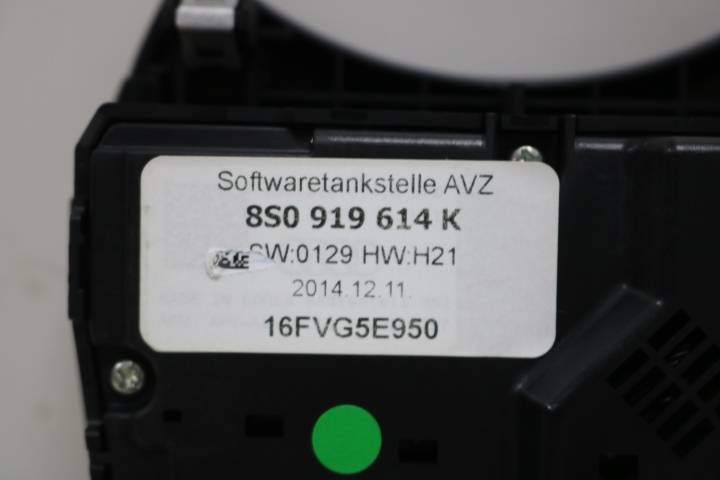 Softwaretankstelle AVZ
8S0 919 614 K
SW:0129 HW:H21
2014.12.11.
16FVG5E950